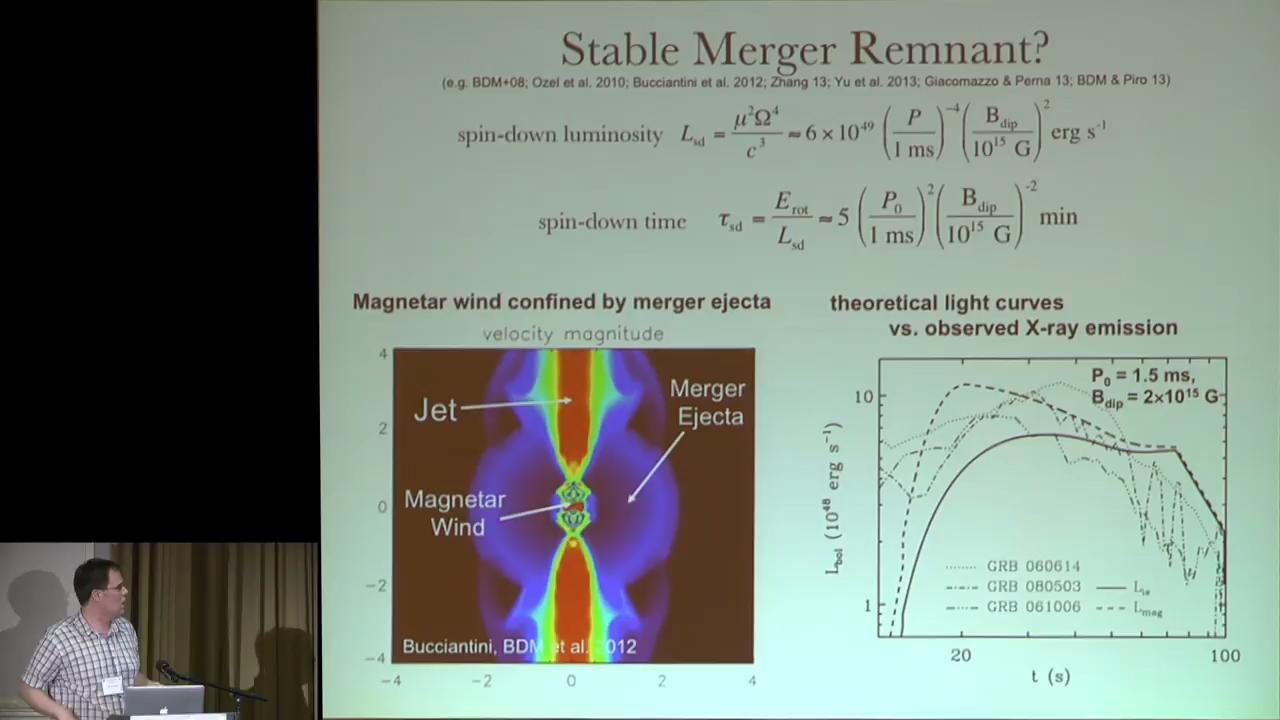 Stable Merger Remnant?
(e.g. BDM+08; Ozel et al. 2010; Bucciantini et al. 2012; Zhang 13; Yu et al. 2013; Giacomazzo & Perna 13; BDM & Piro 13)
spin-down luminosity L_sd = μ²Ω⁴/c³ ≈ 6 × 10⁴⁹ (P/1 ms)⁻⁴ (B_dip/10¹⁵ G)² erg s⁻¹
spin-down time τ_sd = E_rot/L_sd ≈ 5 (P₀/1 ms)² (B_dip/10¹⁵ G)⁻² min
Magnetar wind confined by merger ejecta
velocity magnitude
4
2
0
−2
−4
Jet
Merger
Ejecta
Magnetar
Wind
Bucciantini, BDM et al. 2012
−4 −2 0 2 4
theoretical light curves
vs. observed X-ray emission
P₀ = 1.5 ms,
B_dip = 2×10¹⁵ G
10
1
L_bol (10⁴⁸ erg s⁻¹)
GRB 060614
GRB 080503
GRB 061006
L_mag
20 100
t (s)